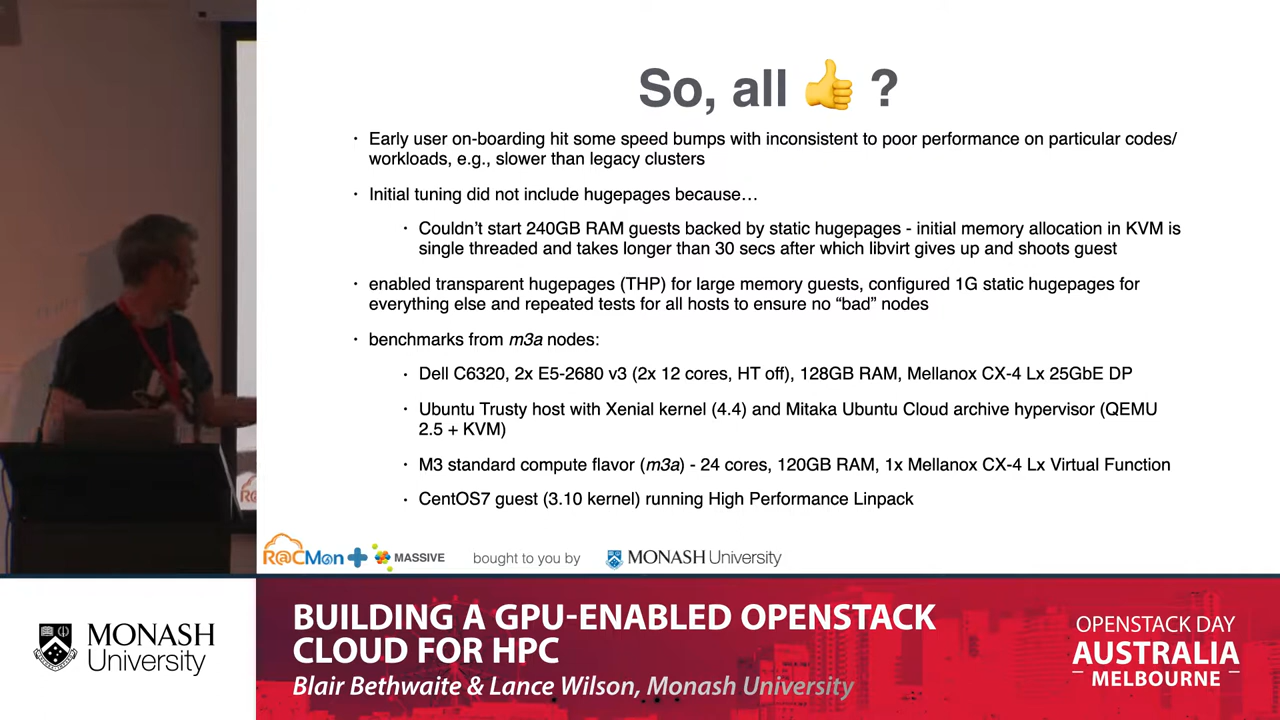 So, all 👍 ?
· Early user on-boarding hit some speed bumps with inconsistent to poor performance on particular codes/
workloads, e.g., slower than legacy clusters
· Initial tuning did not include hugepages because…
· Couldn’t start 240GB RAM guests backed by static hugepages - initial memory allocation in KVM is
single threaded and takes longer than 30 secs after which libvirt gives up and shoots guest
· enabled transparent hugepages (THP) for large memory guests, configured 1G static hugepages for
everything else and repeated tests for all hosts to ensure no “bad” nodes
· benchmarks from m3a nodes:
· Dell C6320, 2x E5-2680 v3 (2x 12 cores, HT off), 128GB RAM, Mellanox CX-4 Lx 25GbE DP
· Ubuntu Trusty host with Xenial kernel (4.4) and Mitaka Ubuntu Cloud archive hypervisor (QEMU
2.5 + KVM)
· M3 standard compute flavor (m3a) - 24 cores, 120GB RAM, 1x Mellanox CX-4 Lx Virtual Function
· CentOS7 guest (3.10 kernel) running High Performance Linpack
R@CMon MASSIVE bought to you by MONASH University
MONASH
University
BUILDING A GPU-ENABLED OPENSTACK
CLOUD FOR HPC
Blair Bethwaite & Lance Wilson, Monash University
OPENSTACK DAY
AUSTRALIA
MELBOURNE